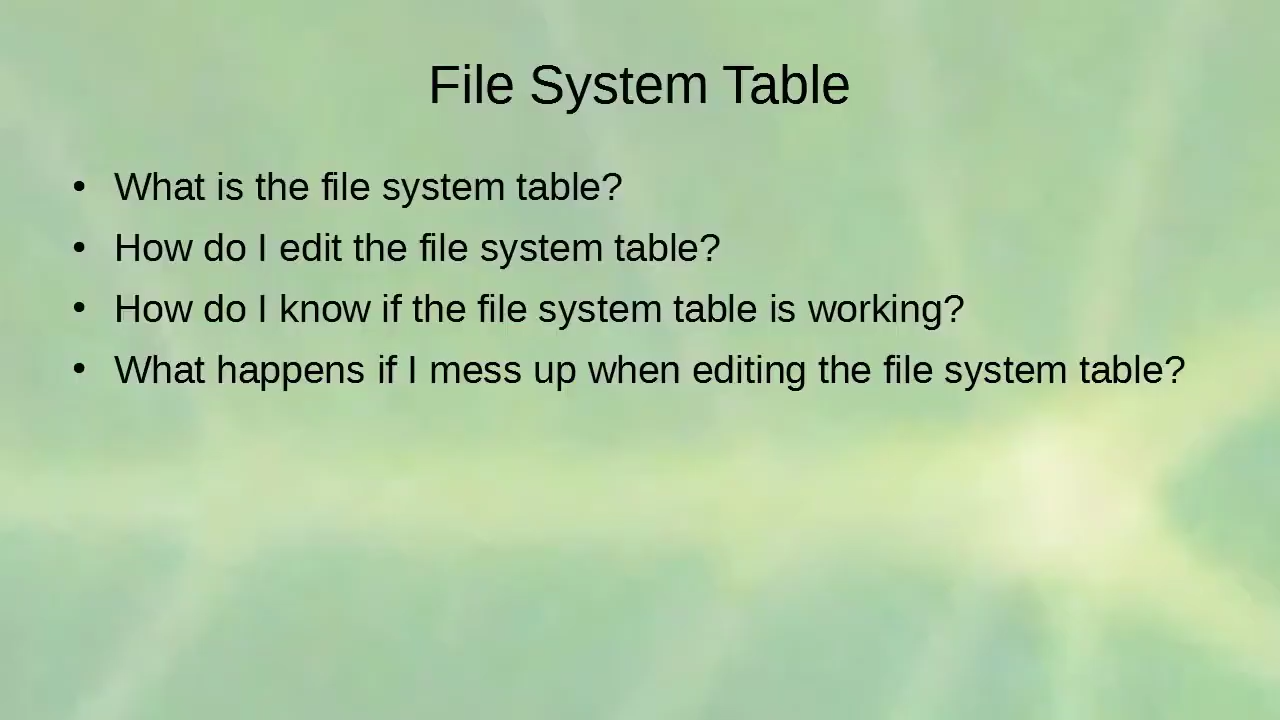 File System Table
• What is the file system table?
• How do I edit the file system table?
• How do I know if the file system table is working?
• What happens if I mess up when editing the file system table?